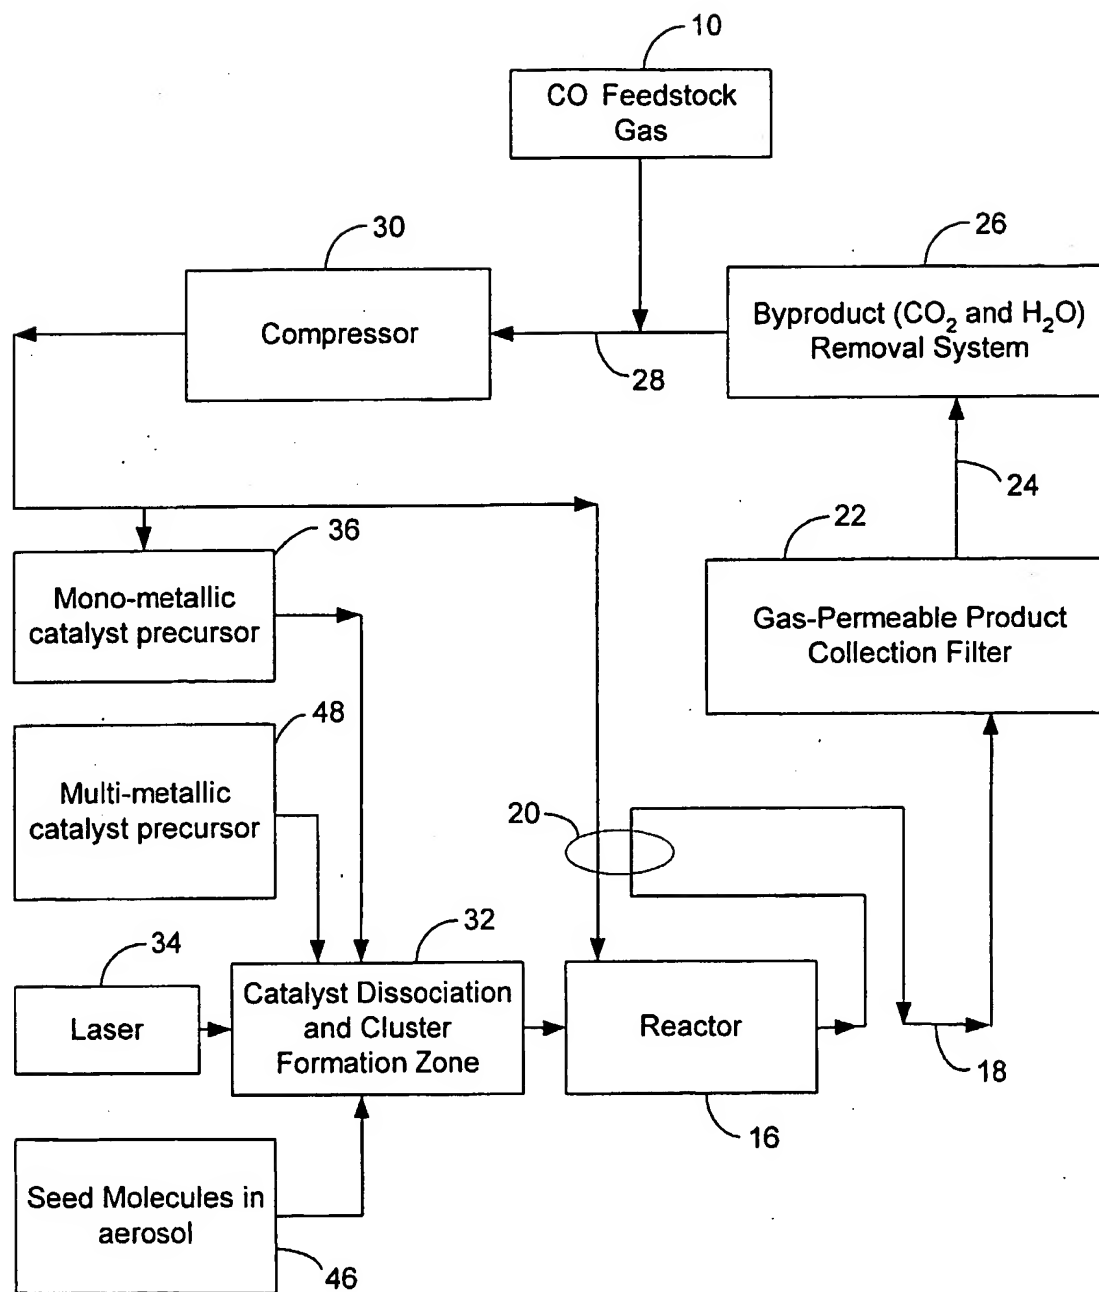 10
CO Feedstock
Gas
30
26
Compressor
Byproduct (CO₂ and H₂O)
Removal System
28
24
36
22
Mono-metallic
catalyst precursor
Gas-Permeable Product
Collection Filter
48
Multi-metallic
catalyst precursor
20
34
32
Laser
Catalyst Dissociation
and Cluster
Formation Zone
Reactor
18
16
Seed Molecules in
aerosol
46